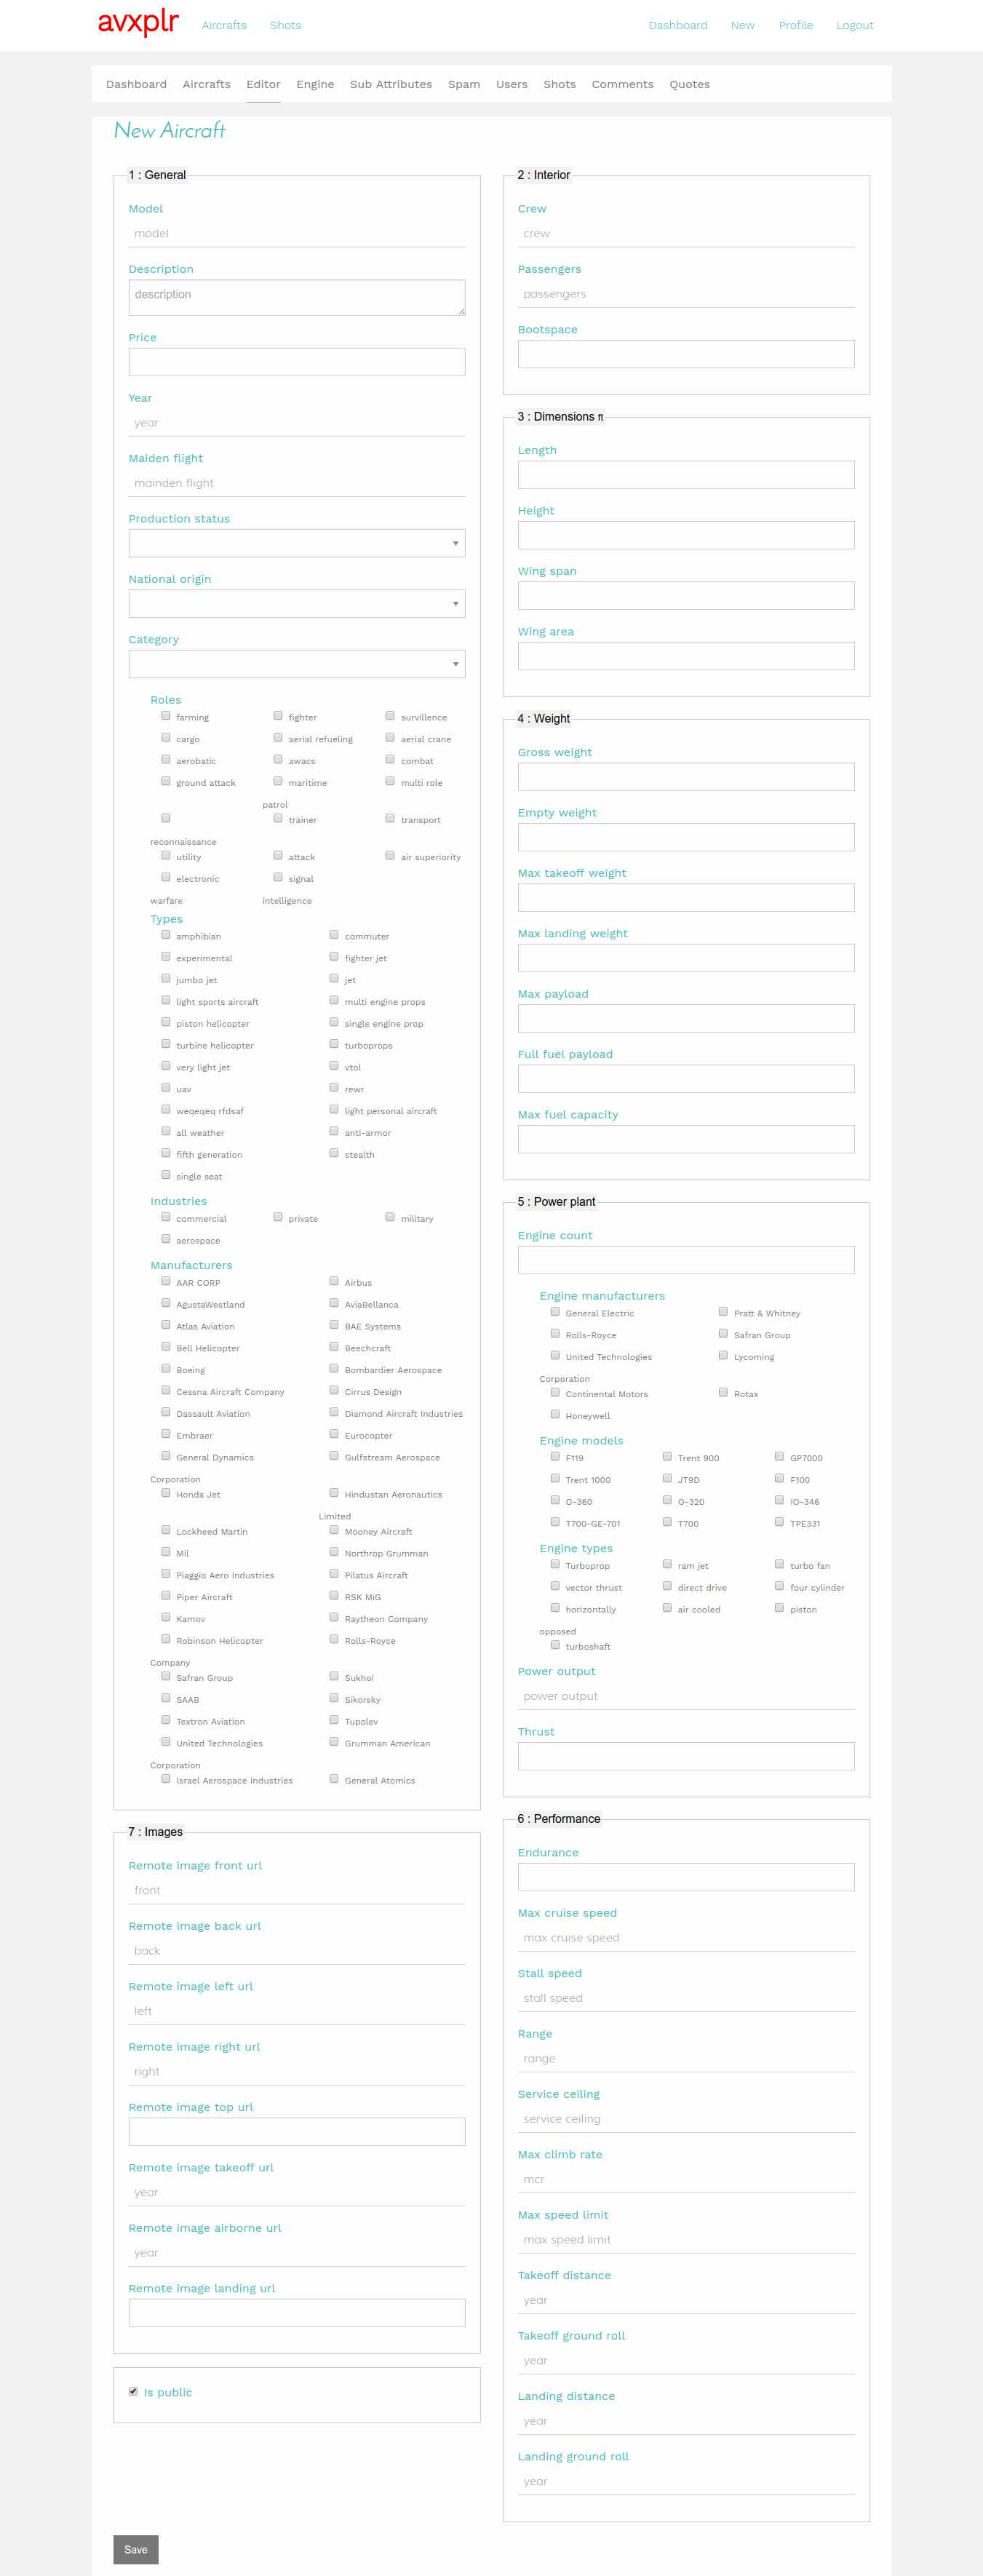 avxplr Aircrafts Shots Dashboard New Profile Logout
Dashboard Aircrafts Editor Engine Sub Attributes Spam Users Shots Comments Quotes
New Aircraft
1 : General
Model
model
Description
description
Price
Year
year
Maiden flight
mainden flight
Production status
National origin
Category
Roles
farming fighter survillence
cargo aerial refueling aerial crane
aerobatic awacs combat
ground attack maritime patrol multi role
reconnaissance trainer transport
utility attack air superiority
electronic warfare signal intelligence
Types
amphibian commuter
experimental fighter jet
jumbo jet jet
light sports aircraft multi engine props
piston helicopter single engine prop
turbine helicopter turboprops
very light jet vtol
uav rewr
weqeqeq rfdsaf light personal aircraft
all weather anti-armor
fifth generation stealth
single seat
Industries
commercial private military
aerospace
Manufacturers
AAR CORP Airbus
AgustaWestland AviaBellanca
Atlas Aviation BAE Systems
Bell Helicopter Beechcraft
Boeing Bombardier Aerospace
Cessna Aircraft Company Cirrus Design
Dassault Aviation Diamond Aircraft Industries
Embraer Eurocopter
General Dynamics Corporation Gulfstream Aerospace
Honda Jet Hindustan Aeronautics Limited
Lockheed Martin Mooney Aircraft
Mil Northrop Grumman
Piaggio Aero Industries Pilatus Aircraft
Piper Aircraft RSK MiG
Kamov Raytheon Company
Robinson Helicopter Company Rolls-Royce
Safran Group Sukhoi
SAAB Sikorsky
Textron Aviation Tupolev
United Technologies Corporation Grumman American
Israel Aerospace Industries General Atomics
7 : Images
Remote image front url
front
Remote image back url
back
Remote image left url
left
Remote image right url
right
Remote image top url
Remote image takeoff url
year
Remote image airborne url
year
Remote image landing url
Is public
2 : Interior
Crew
crew
Passengers
passengers
Bootspace
3 : Dimensions ft
Length
Height
Wing span
Wing area
4 : Weight
Gross weight
Empty weight
Max takeoff weight
Max landing weight
Max payload
Full fuel payload
Max fuel capacity
5 : Power plant
Engine count
Engine manufacturers
General Electric Pratt & Whitney
Rolls-Royce Safran Group
United Technologies Corporation Lycoming
Continental Motors Rotax
Honeywell
Engine models
F119 Trent 900 GP7000
Trent 1000 JT9D F100
O-360 O-320 IO-346
T700-GE-701 T700 TPE331
Engine types
Turboprop ram jet turbo fan
vector thrust direct drive four cylinder
horizontally opposed air cooled piston
turboshaft
Power output
power output
Thrust
6 : Performance
Endurance
Max cruise speed
max cruise speed
Stall speed
stall speed
Range
range
Service ceiling
service ceiling
Max climb rate
mcr
Max speed limit
max speed limit
Takeoff distance
year
Takeoff ground roll
year
Landing distance
year
Landing ground roll
year
Save